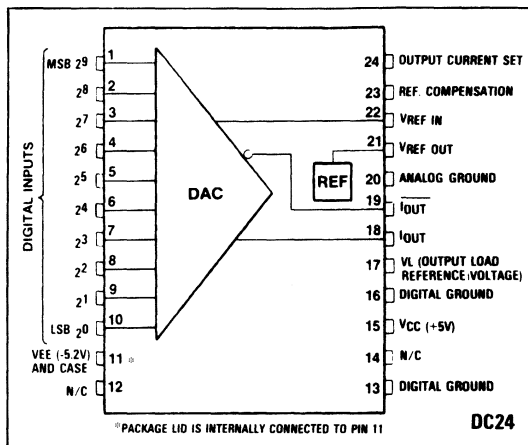 DIGITAL INPUTS
MSB 2⁹ 1
2⁸ 2
2⁷ 3
2⁶ 4
2⁵ 5
2⁴ 6
2³ 7
2² 8
2¹ 9
LSB 2⁰ 10
VEE (-5.2V) AND CASE 11 *
N/C 12
DAC
REF
24 OUTPUT CURRENT SET
23 REF. COMPENSATION
22 VREF IN
21 VREF OUT
20 ANALOG GROUND
19 I̅O̅U̅T̅
18 IOUT
17 VL (OUTPUT LOAD
REFERENCE VOLTAGE)
16 DIGITAL GROUND
15 VCC (+5V)
14 N/C
13 DIGITAL GROUND
*PACKAGE LID IS INTERNALLY CONNECTED TO PIN 11
DC24